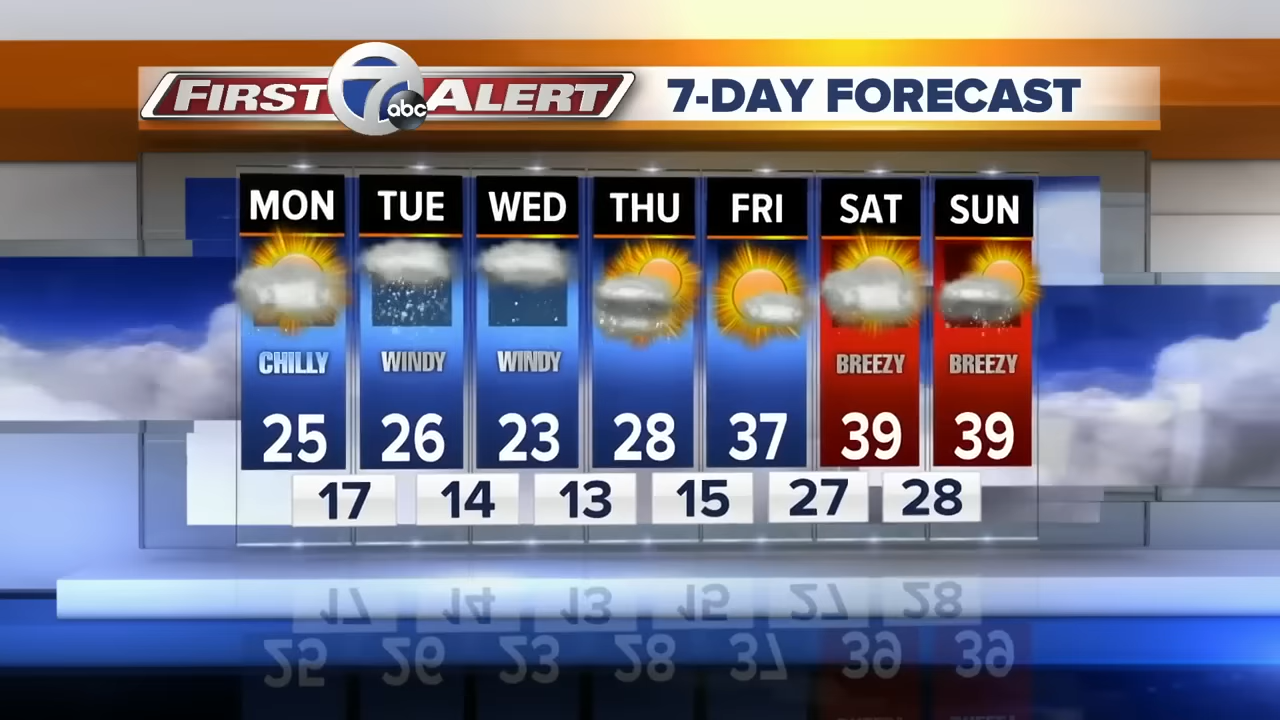 FIRST 7 abc ALERT 7-DAY FORECAST
MON TUE WED THU FRI SAT SUN
CHILLY WINDY WINDY BREEZY BREEZY
25 26 23 28 37 39 39
17 14 13 15 27 28